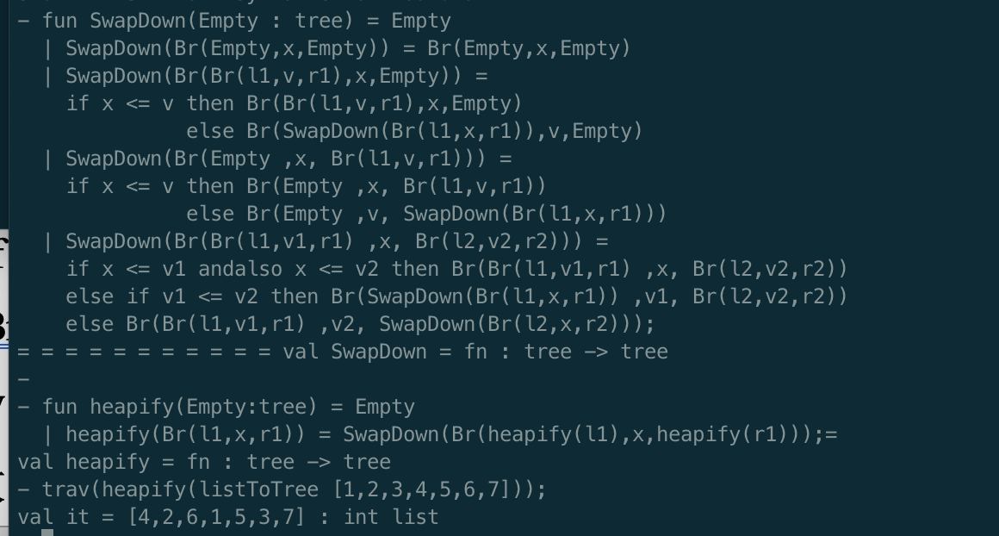 - fun SwapDown(Empty : tree) = Empty
| SwapDown(Br(Empty,x,Empty)) = Br(Empty,x,Empty)
| SwapDown(Br(Br(l1,v,r1),x,Empty)) =
if x <= v then Br(Br(l1,v,r1),x,Empty)
else Br(SwapDown(Br(l1,x,r1)),v,Empty)
| SwapDown(Br(Empty ,x, Br(l1,v,r1))) =
if x <= v then Br(Empty ,x, Br(l1,v,r1))
else Br(Empty ,v, SwapDown(Br(l1,x,r1)))
| SwapDown(Br(Br(l1,v1,r1) ,x, Br(l2,v2,r2))) =
if x <= v1 andalso x <= v2 then Br(Br(l1,v1,r1) ,x, Br(l2,v2,r2))
else if v1 <= v2 then Br(SwapDown(Br(l1,x,r1)) ,v1, Br(l2,v2,r2))
else Br(Br(l1,v1,r1) ,v2, SwapDown(Br(l2,x,r2)));
= = = = = = = = = = = val SwapDown = fn : tree -> tree
-
- fun heapify(Empty:tree) = Empty
| heapify(Br(l1,x,r1)) = SwapDown(Br(heapify(l1),x,heapify(r1)));=
val heapify = fn : tree -> tree
- trav(heapify(listToTree [1,2,3,4,5,6,7]));
val it = [4,2,6,1,5,3,7] : int list